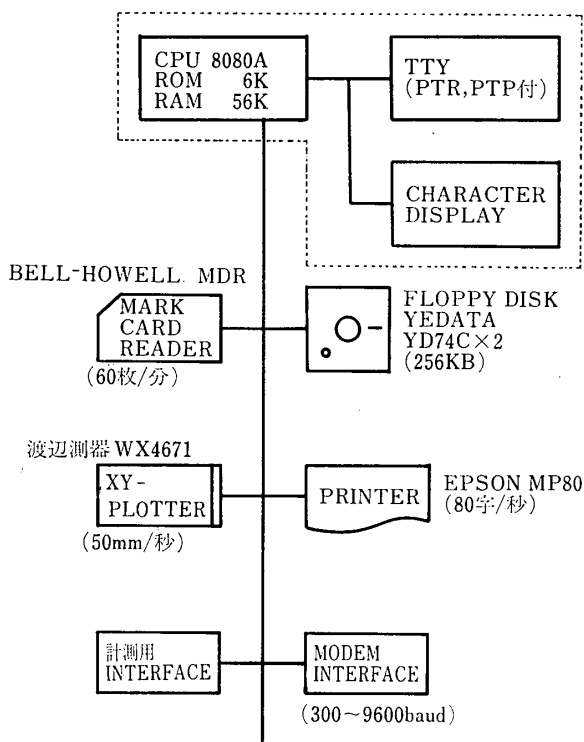 CPU 8080A
ROM 6K
RAM 56K
TTY
(PTR,PTP付)
CHARACTER
DISPLAY
BELL-HOWELL. MDR
MARK
CARD
READER
(60枚/分)
FLOPPY DISK
YEDATA
YD74C×2
(256KB)
渡辺測器 WX4671
XY-
PLOTTER
(50mm/秒)
PRINTER
EPSON MP80
(80字/秒)
計測用
INTERFACE
MODEM
INTERFACE
(300～9600baud)